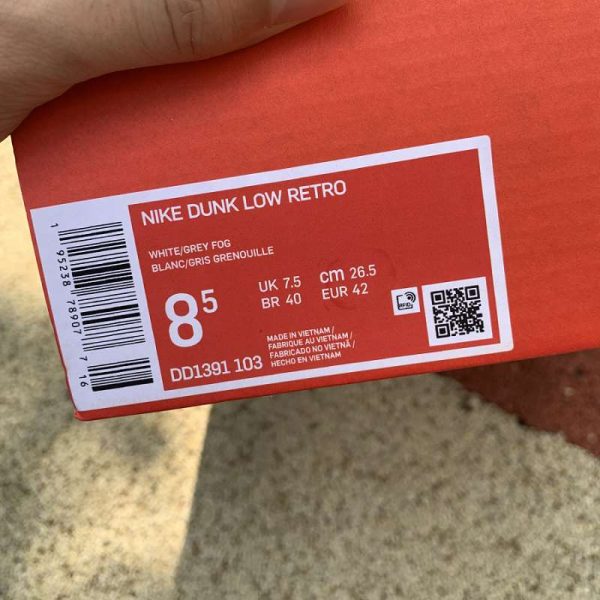 NIKE DUNK LOW RETRO
WHITE/GREY FOG
BLANC/GRIS GRENOUILLE
8⁵
UK 7.5 cm 26.5
BR 40 EUR 42
DD1391 103
MADE IN VIETNAM /
FABRIQUE AU VIETNAM /
FABRICADO NO VIETNÃ /
HECHO EN VIETNAM
RFID
1 95238 78907 7 16